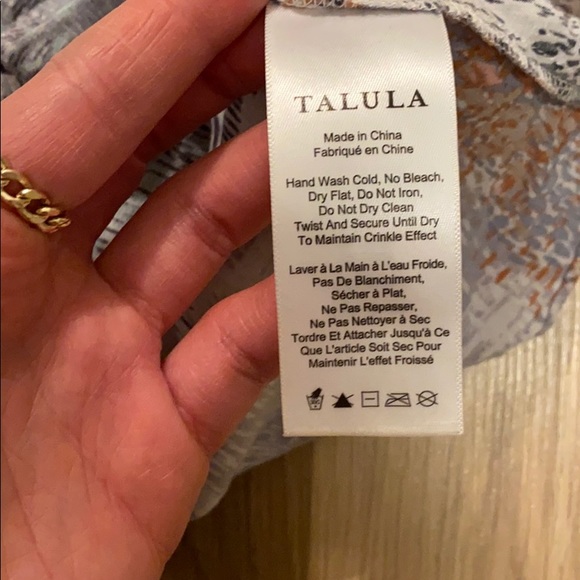 TALULA
Made in China
Fabriqué en Chine
Hand Wash Cold, No Bleach,
Dry Flat, Do Not Iron,
Do Not Dry Clean
Twist And Secure Until Dry
To Maintain Crinkle Effect
Laver à La Main à L'eau Froide,
Pas De Blanchiment,
Sécher à Plat,
Ne Pas Repasser,
Ne Pas Nettoyer à Sec
Tordre Et Attacher Jusqu'à Ce
Que L'article Soit Sec Pour
Maintenir L'effet Froissé